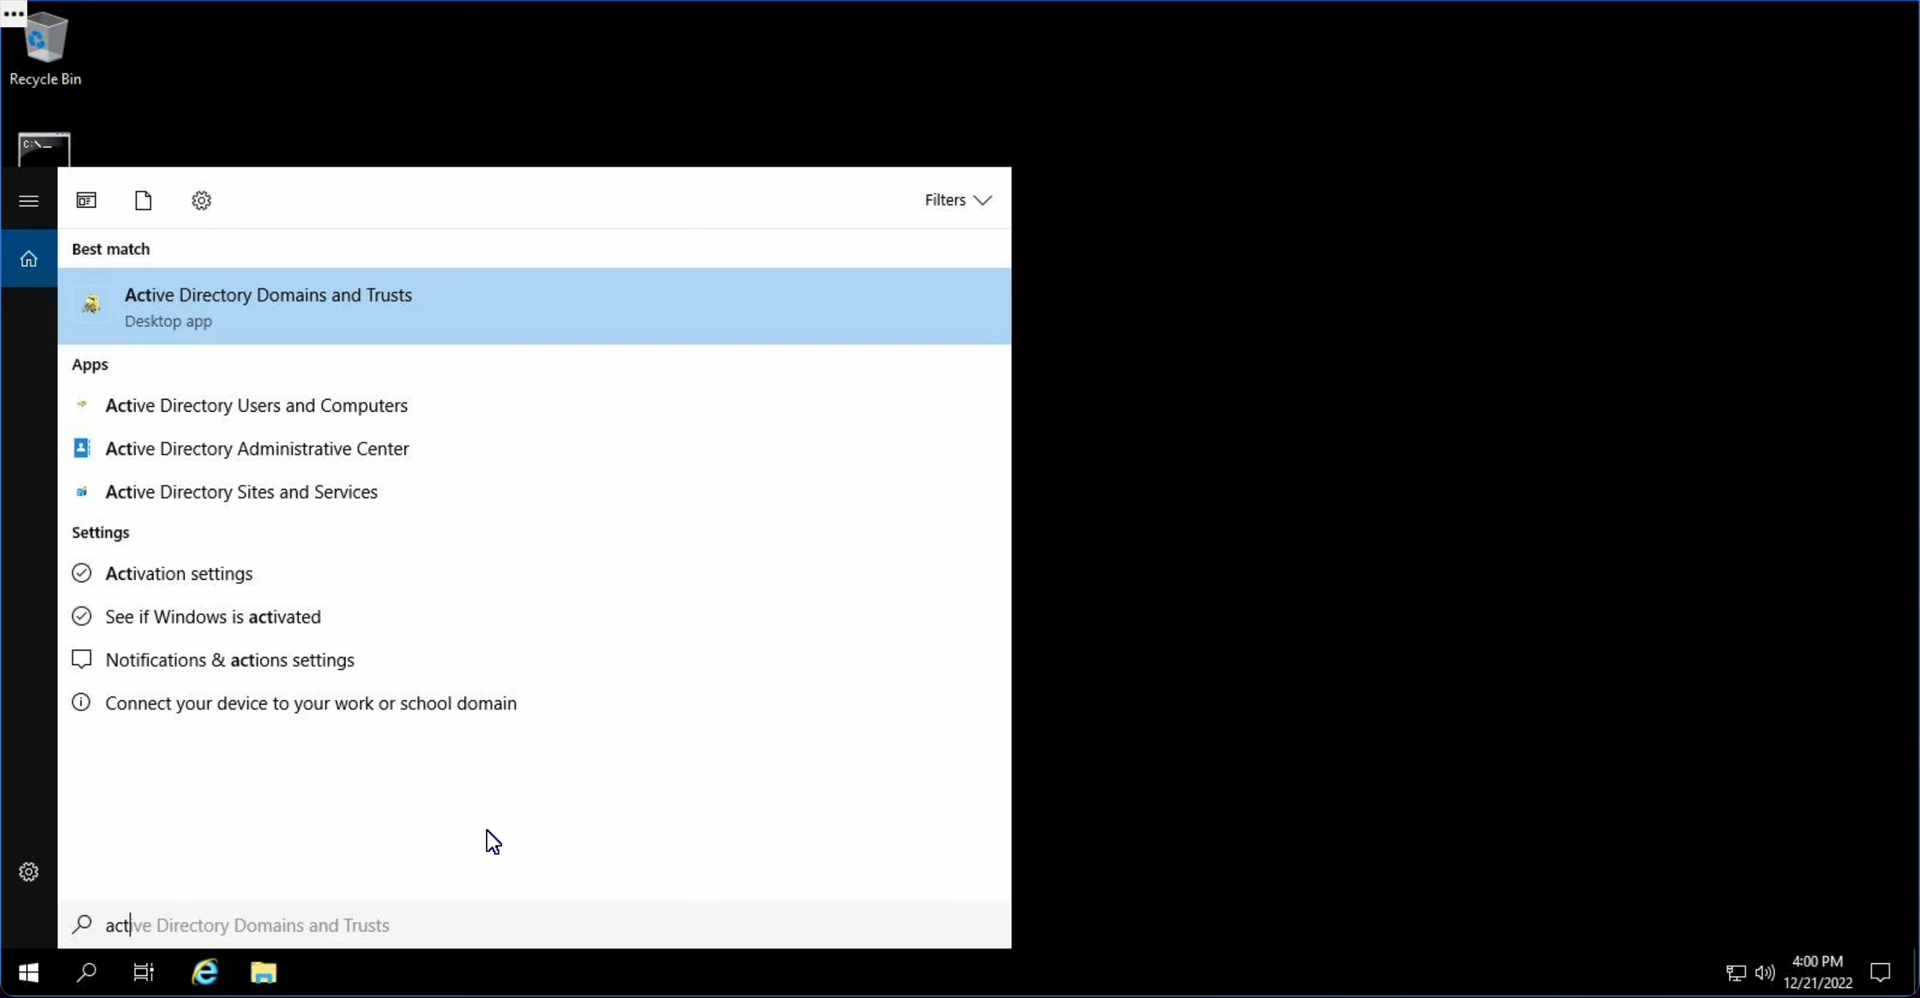 Recycle Bin
C:\_
Filters
Best match
Active Directory Domains and Trusts
Desktop app
Apps
Active Directory Users and Computers
Active Directory Administrative Center
Active Directory Sites and Services
Settings
Activation settings
See if Windows is activated
Notifications & actions settings
Connect your device to your work or school domain
active Directory Domains and Trusts
4:00 PM
12/21/2022